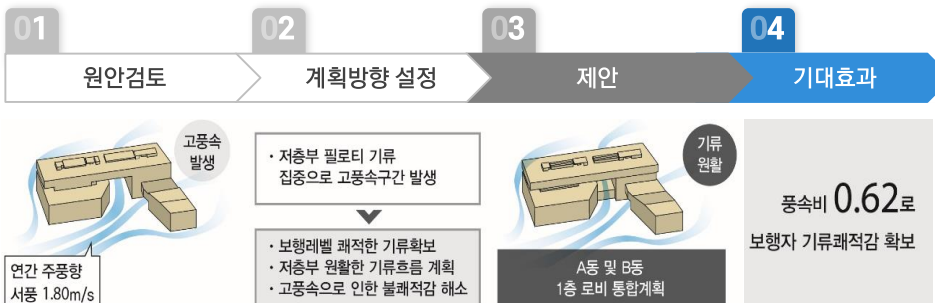 01
원안검토
02
계획방향 설정
03
제안
04
기대효과
고풍속
발생
연간 주풍향
서풍 1.80m/s
· 저층부 필로티 기류
집중으로 고풍속구간 발생
· 보행레벨 쾌적한 기류확보
· 저층부 원활한 기류흐름 계획
· 고풍속으로 인한 불쾌적감 해소
기류
원활
A동 및 B동
1층 로비 통합계획
풍속비 0.62로
보행자 기류쾌적감 확보